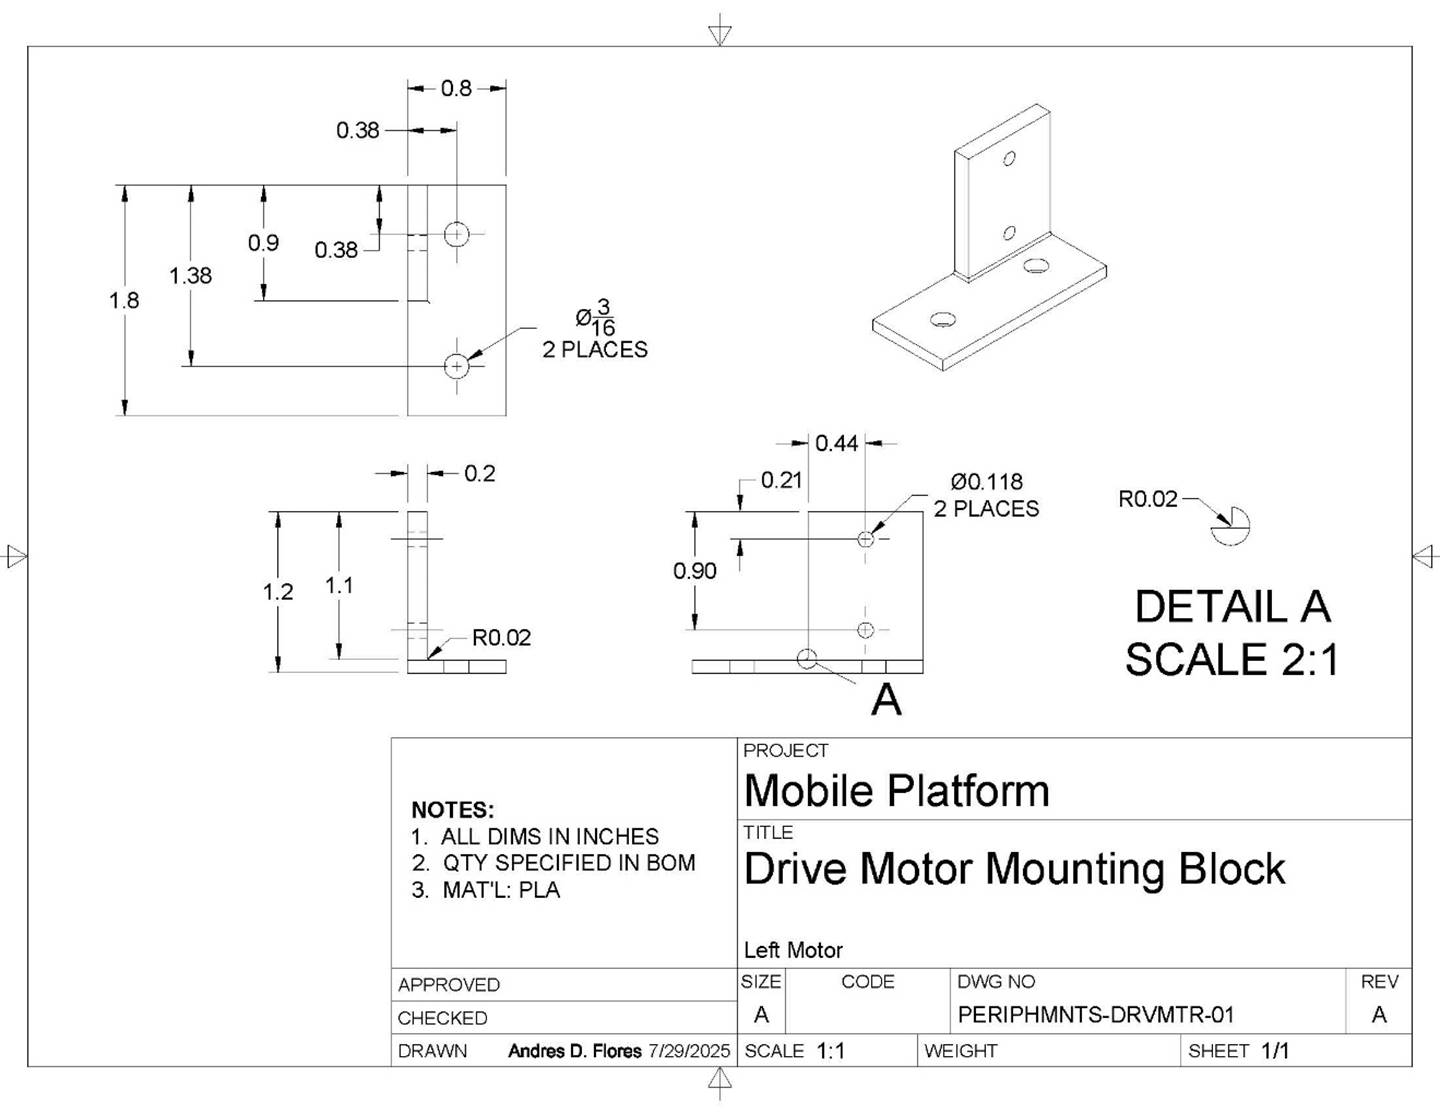 0.8
0.38
0.38
0.9
1.38
1.8
Ø3/16
2 PLACES
0.2
1.2
1.1
R0.02
0.44
0.21
Ø0.118
2 PLACES
0.90
A
R0.02
DETAIL A
SCALE 2:1
NOTES:
1. ALL DIMS IN INCHES
2. QTY SPECIFIED IN BOM
3. MAT'L: PLA
PROJECT
Mobile Platform
TITLE
Drive Motor Mounting Block
Left Motor
APPROVED
CHECKED
DRAWN Andres D. Flores 7/29/2025
SIZE CODE DWG NO REV
A PERIPHMNTS-DRVMTR-01 A
SCALE 1:1 WEIGHT SHEET 1/1